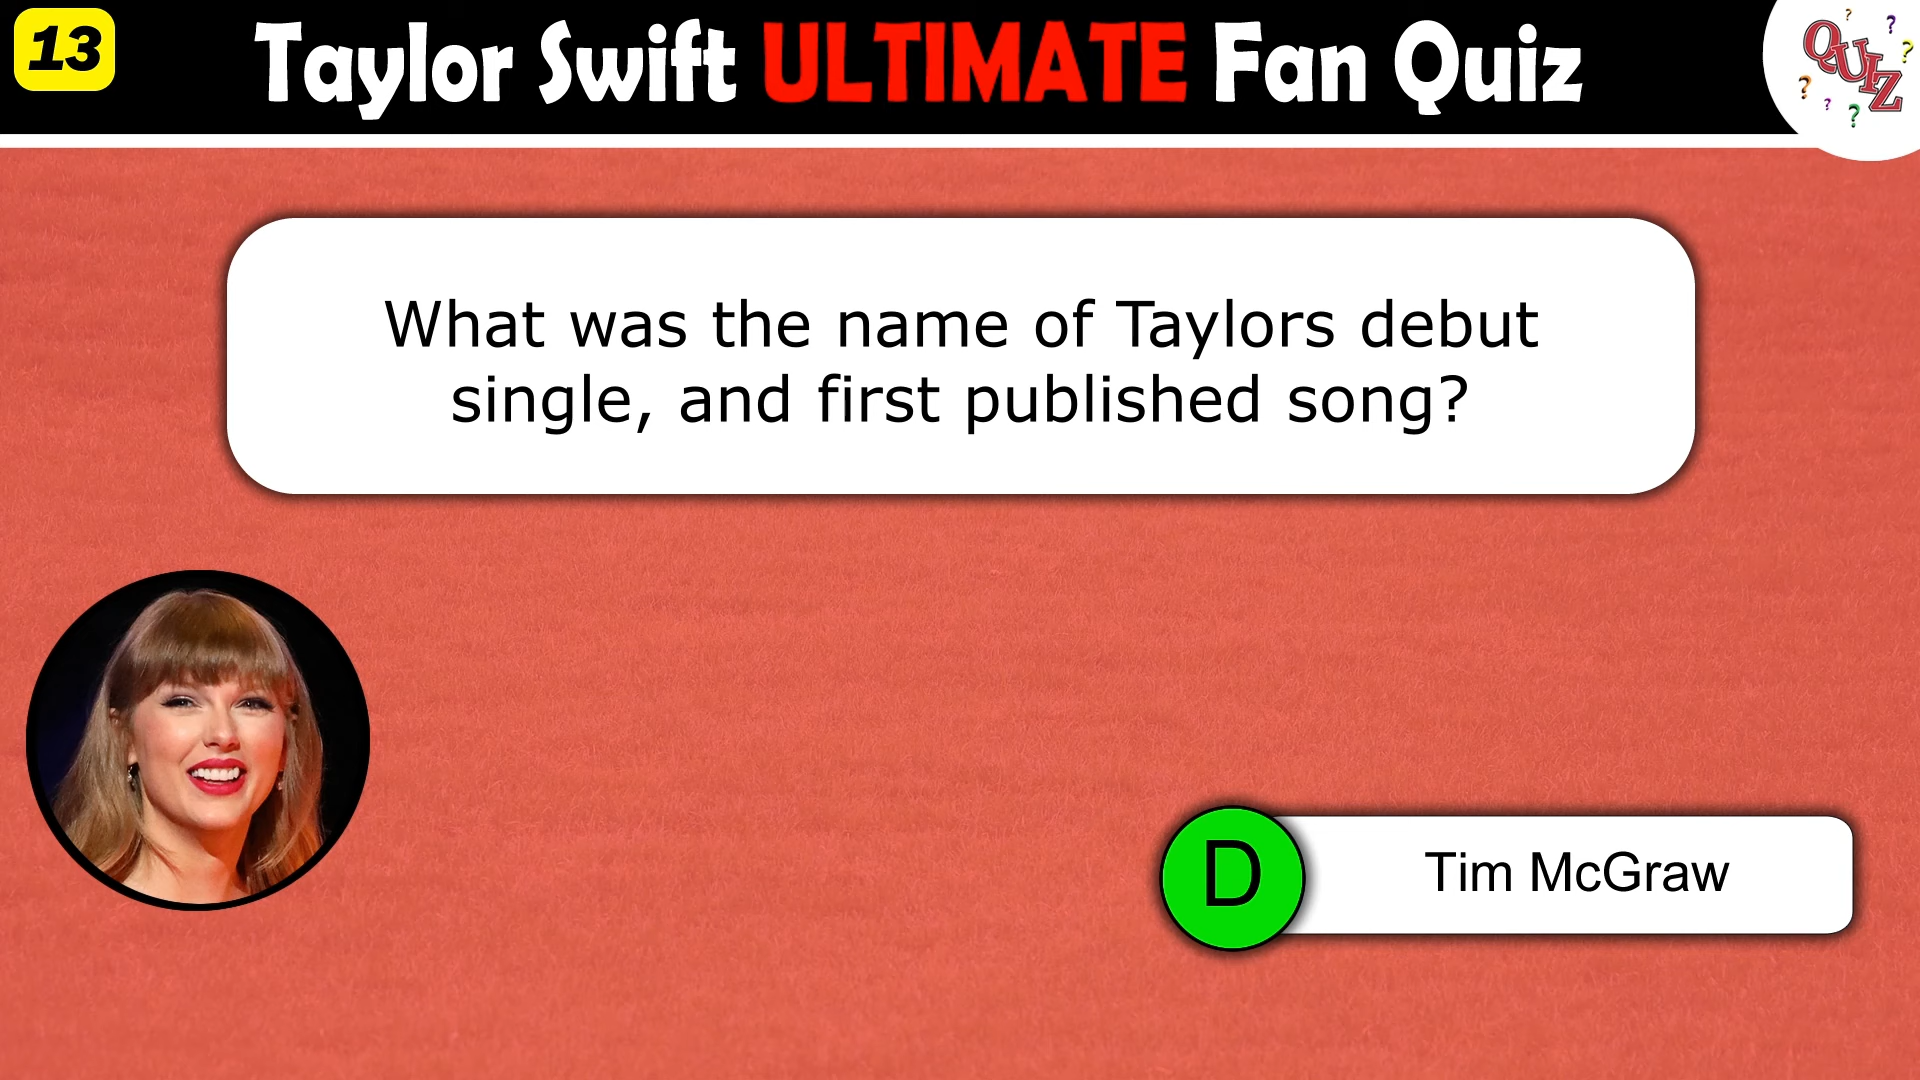 13
Taylor Swift ULTIMATE Fan Quiz
QUIZ
? ? ? ? ? ?
What was the name of Taylors debut
single, and first published song?
D
Tim McGraw